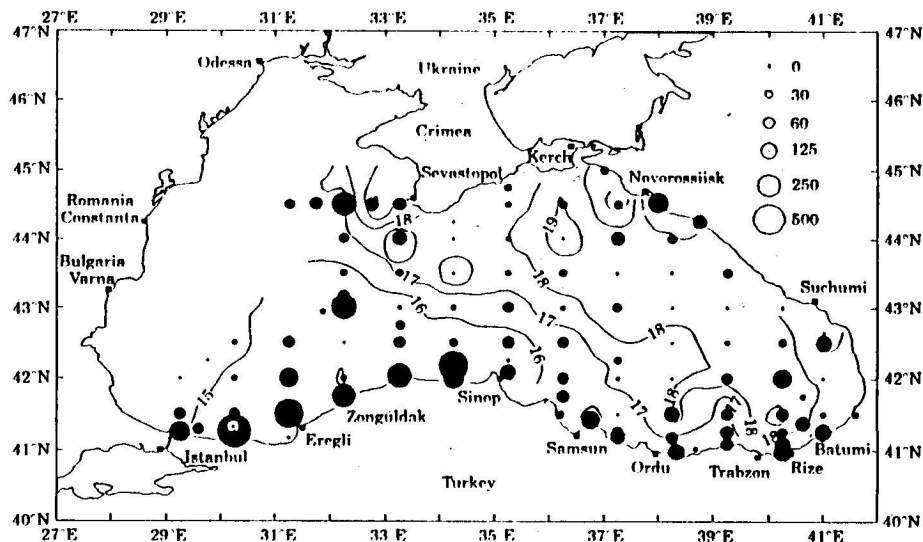 27°E 29°E 31°E 33°E 35°E 37°E 39°E 41°E
47°N 47°N
Odessa
Ukraine
0
46°N 46°N
30
Crimea
60
Kerch
125
45°N 45°N
Sevastopol
Novorossiisk
250
Romania
Constanta
18
19
500
44°N 44°N
Bulgaria
Varna
17
18
Suchumi
43°N 43°N
16
17
18
16
42°N 42°N
15
Sinop
17
18
17
Zongüldak
18
18
Eregli
41°N 41°N
Istanbul
Samsun
Ordu
Trabzon
Rize
Batumi
Turkey
40°N 40°N
27°E 29°E 31°E 33°E 35°E 37°E 39°E 41°E